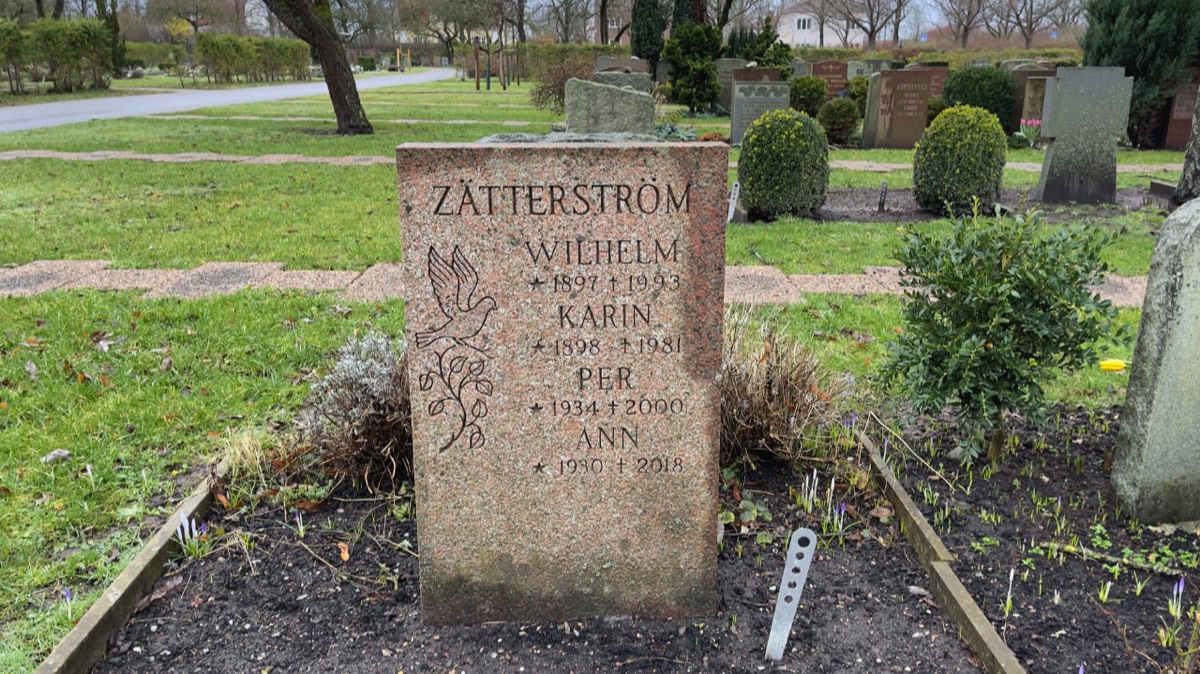 ZÄTTERSTRÖM
WILHELM
* 1897 † 1993
KARIN
* 1898 † 1981
PER
* 1934 † 2000
ANN
* 1930 † 2018